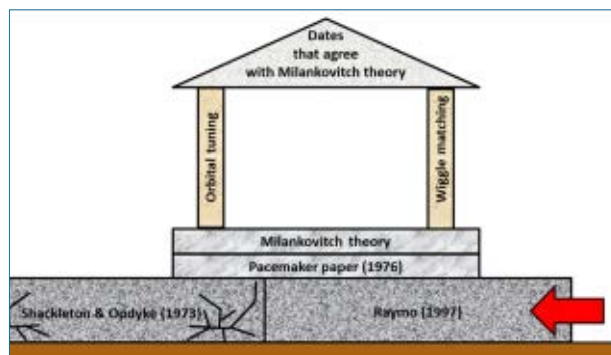 Dates
that agree
with Milankovitch theory
Orbital tuning
Wiggle matching
Milankovitch theory
Pacemaker paper (1976)
Shackleton & Opdyke (1973)
Raymo (1997)